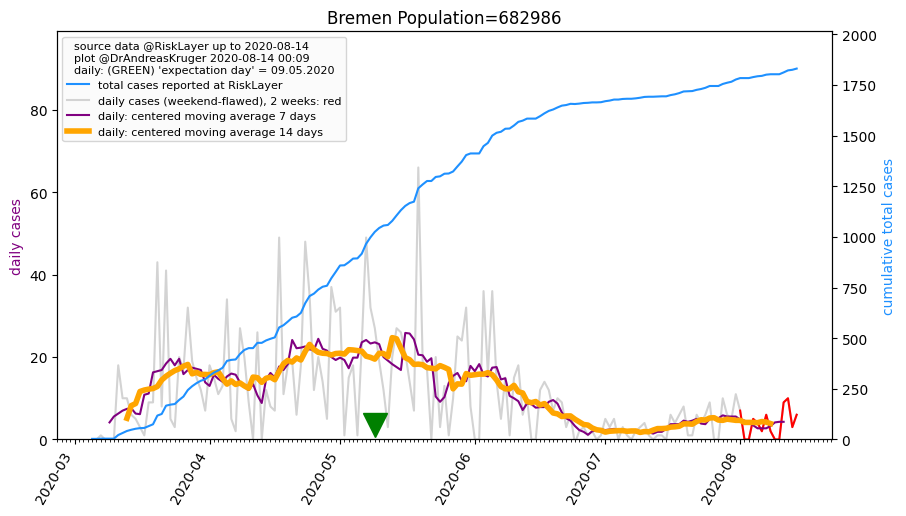 Bremen Population=682986
source data @RiskLayer up to 2020-08-14
plot @DrAndreasKruger 2020-08-14 00:09
daily: (GREEN) 'expectation day' = 09.05.2020
total cases reported at RiskLayer
daily cases (weekend-flawed), 2 weeks: red
daily: centered moving average 7 days
daily: centered moving average 14 days
daily cases
0
20
40
60
80
cumulative total cases
0
250
500
750
1000
1250
1500
1750
2000
2020-03
2020-04
2020-05
2020-06
2020-07
2020-08